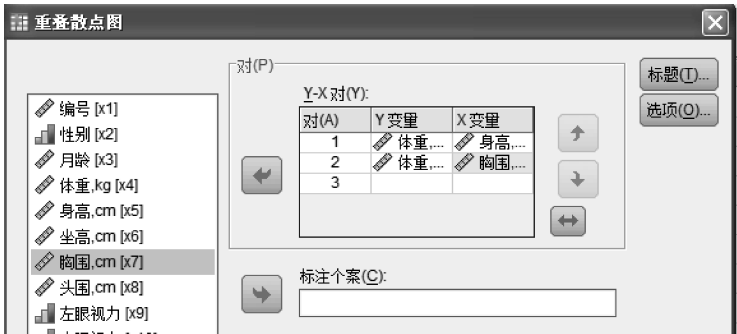 重叠散点图
对(P)
Y-X 对(Y):
标题(T)...
选项(O)...
编号 [x1]
性别 [x2]
月龄 [x3]
体重,kg [x4]
身高,cm [x5]
坐高,cm [x6]
胸围,cm [x7]
头围,cm [x8]
左眼视力 [x9]
对(A) Y 变量 X 变量
1 体重,... 身高,...
2 体重,... 胸围,...
3
标注个案(C):